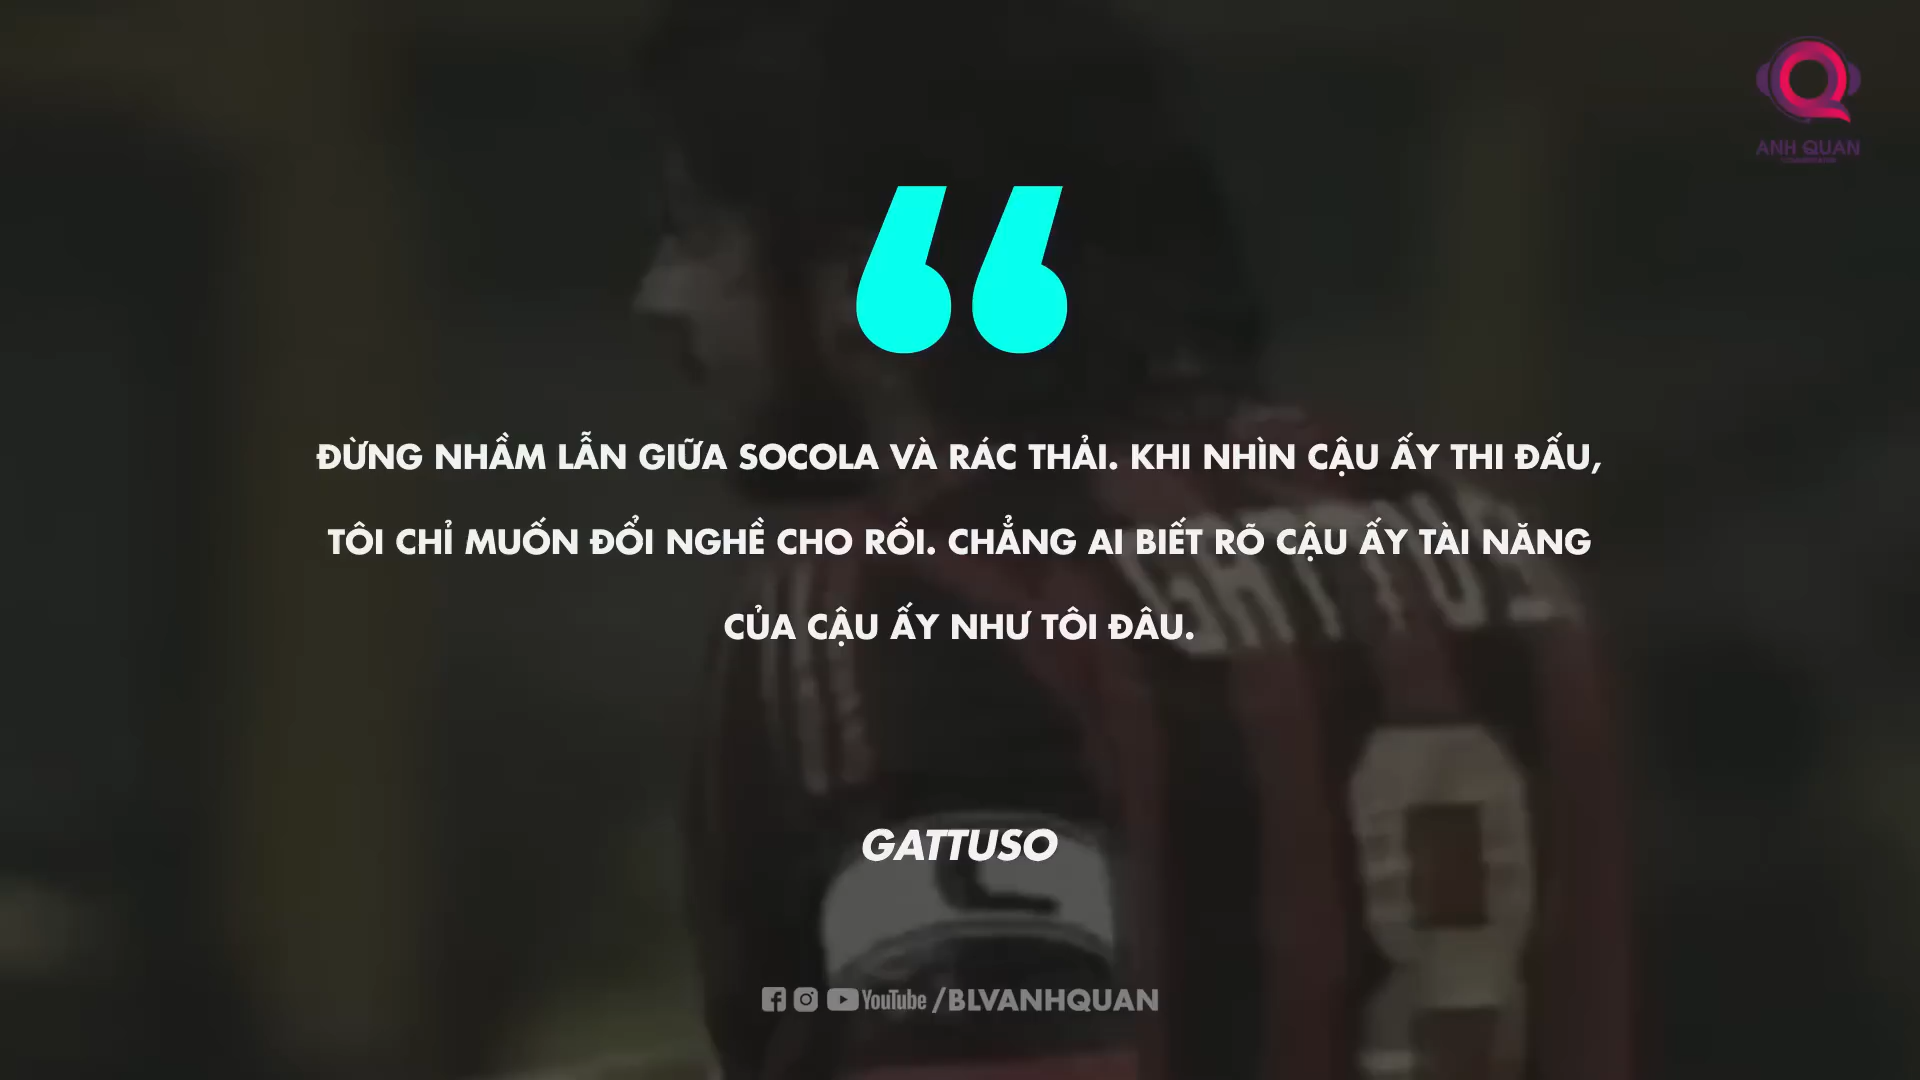 ANH QUAN
ĐỪNG NHẦM LẪN GIỮA SOCOLA VÀ RÁC THẢI. KHI NHÌN CẬU ẤY THI ĐẤU,
TÔI CHỈ MUỐN ĐỔI NGHỀ CHO RỒI. CHẲNG AI BIẾT RÕ CẬU ẤY TÀI NĂNG
CỦA CẬU ẤY NHƯ TÔI ĐÂU.
GATTUSO
8
GATTUSO
YouTube /BLVANHQUAN